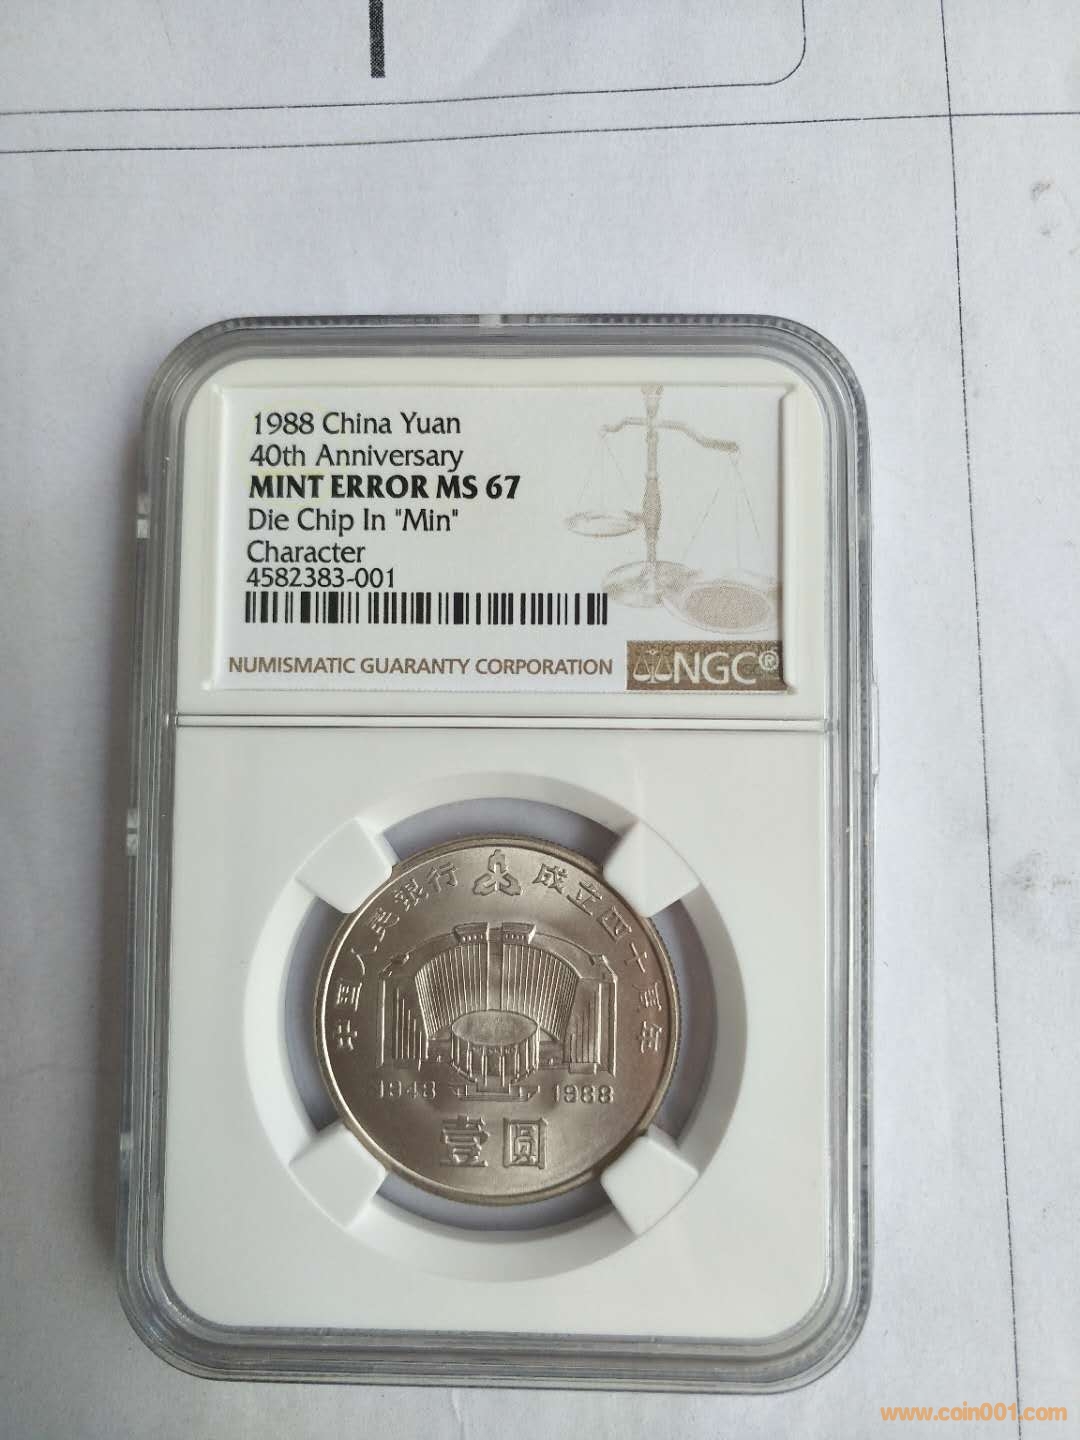 1988 China Yuan
40th Anniversary
MINT ERROR MS 67
Die Chip In "Min"
Character
4582383-001
NUMISMATIC GUARANTY CORPORATION
NGC®
中国人民银行 成立四十周年
1948 1988
壹圆
www.coin001.com